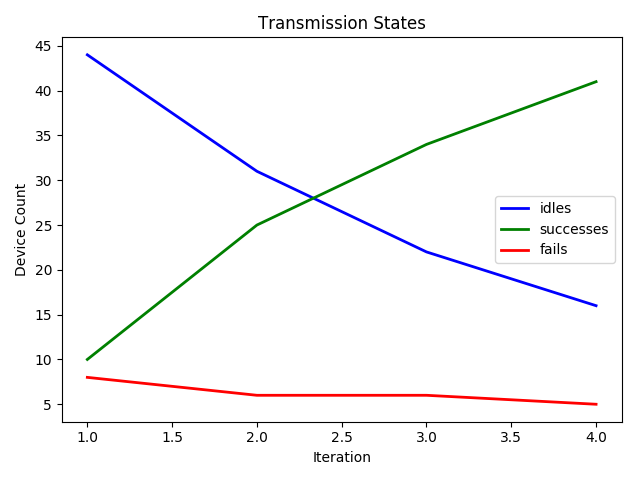 Transmission States
Device Count
45
40
35
30
25
20
15
10
5
idles
successes
fails
1.0 1.5 2.0 2.5 3.0 3.5 4.0
Iteration